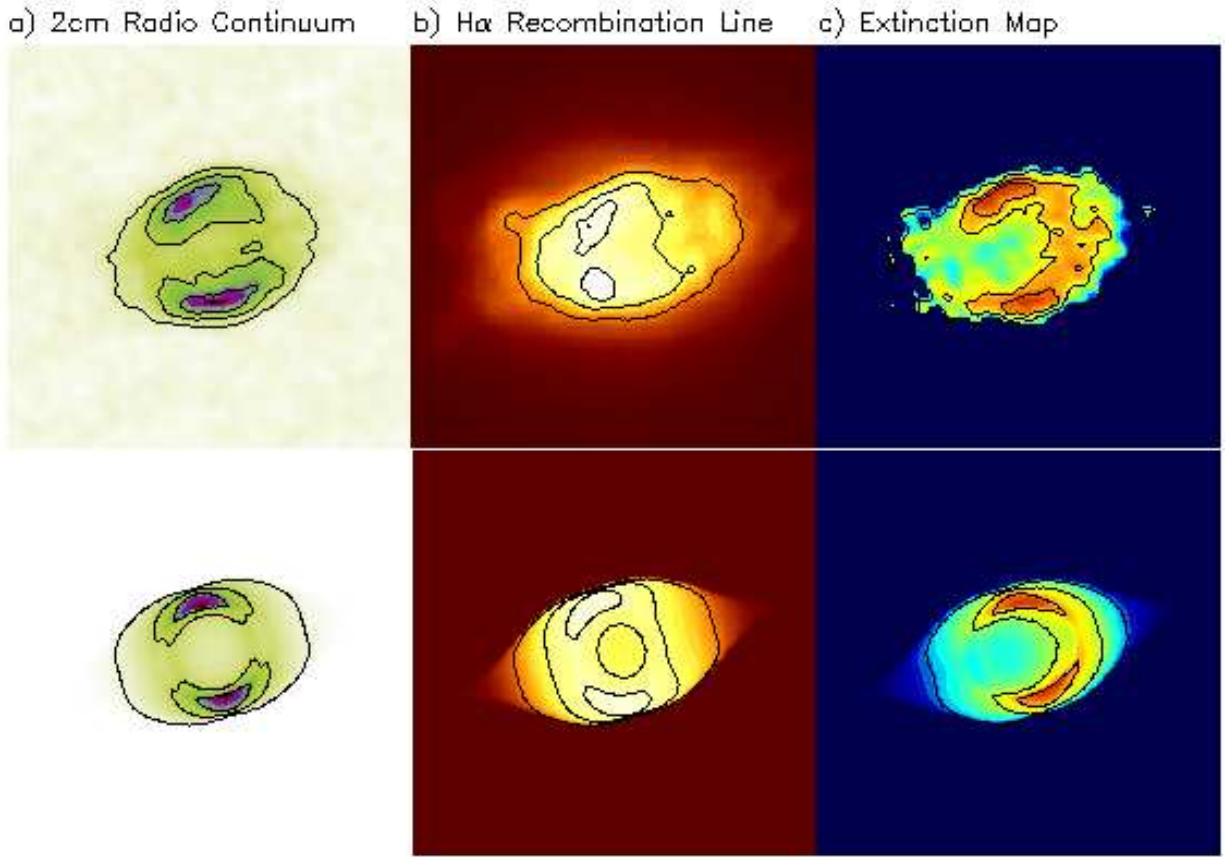 a) 2cm Radio Continuum
b) Hα Recombination Line
c) Extinction Map